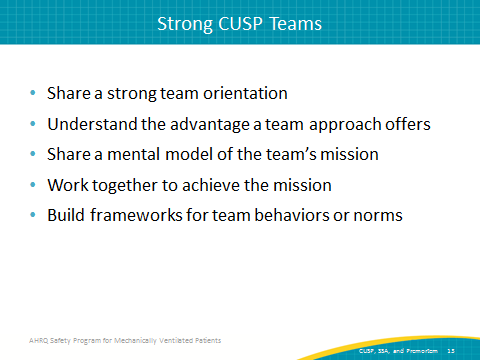 Strong CUSP Teams
• Share a strong team orientation
• Understand the advantage a team approach offers
• Share a mental model of the team's mission
• Work together to achieve the mission
• Build frameworks for team behaviors or norms
AHRQ Safety Program for Mechanically Ventilated Patients
CUSP, SSA, and Promotom 13